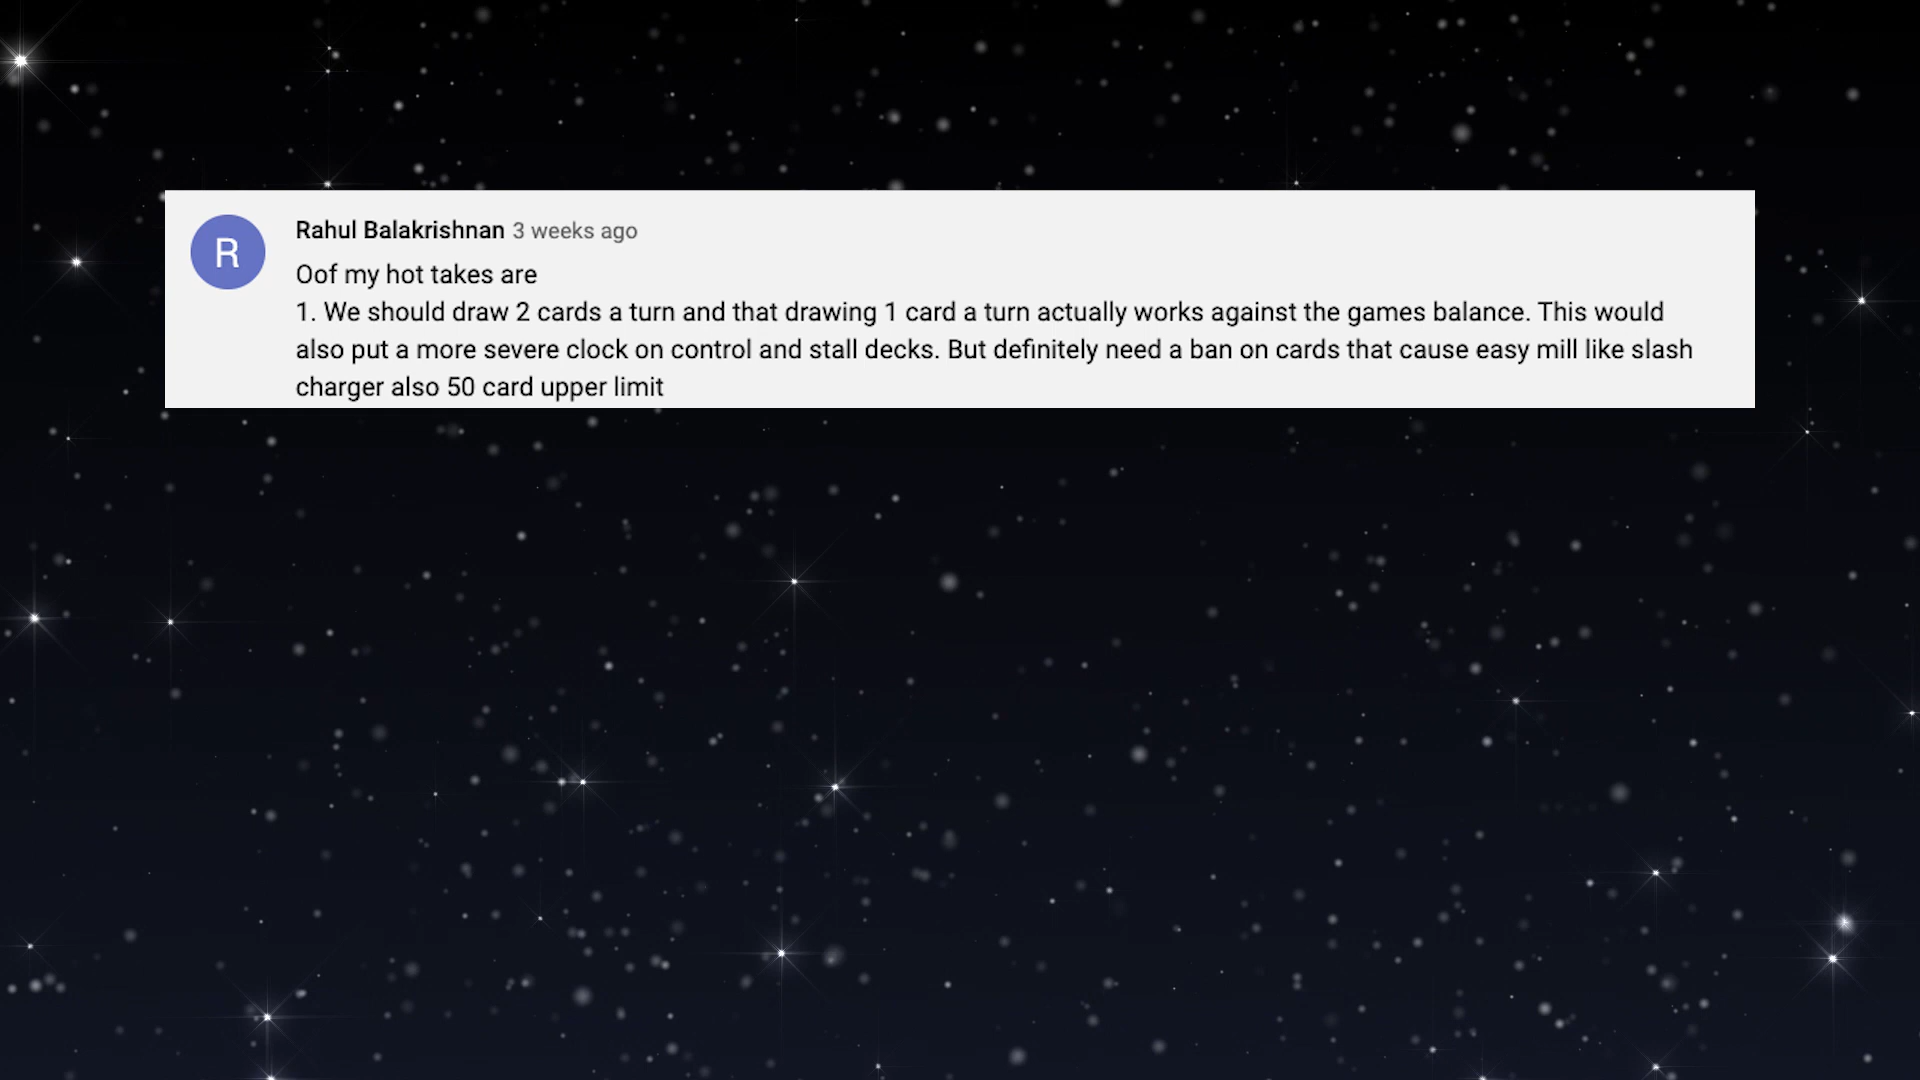 R
Rahul Balakrishnan 3 weeks ago
Oof my hot takes are
1. We should draw 2 cards a turn and that drawing 1 card a turn actually works against the games balance. This would
also put a more severe clock on control and stall decks. But definitely need a ban on cards that cause easy mill like slash
charger also 50 card upper limit